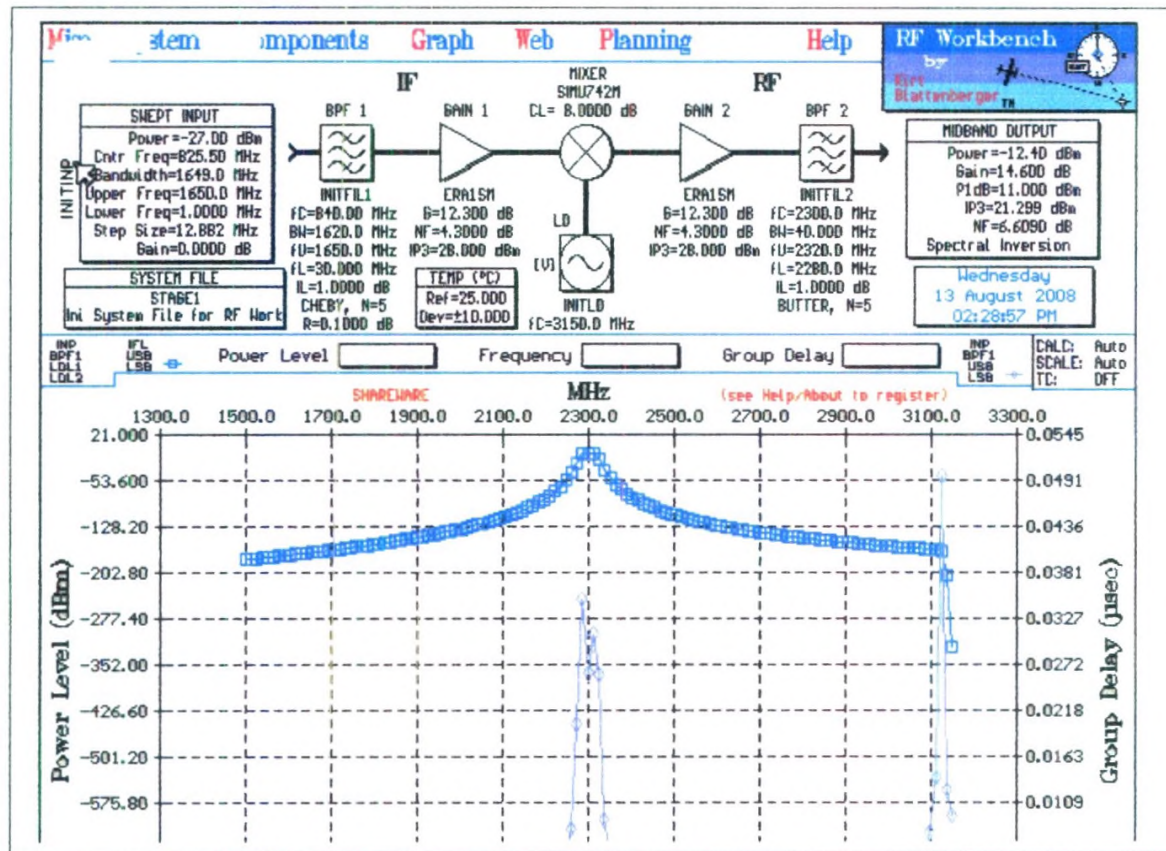 stem
Graph Web Planning Help
RF Workbench
by
Kirt
Blattenberger TM
IF
RF
MIXER
SIMU742M
CL= 8.0000 dB
BPF 1
GAIN 1
GAIN 2
BPF 2
INITINP
SWEPT INPUT
Power=-27.00 dBm
Cntr Freq=825.50 MHz
Bandwidth=1649.0 MHz
Upper Freq=1650.0 MHz
Lower Freq=1.0000 MHz
Step Size=12.882 MHz
Gain=0.0000 dB
INITFIL1
fC=840.00 MHz
BW=1620.0 MHz
fU=1650.0 MHz
fL=30.000 MHz
IL=1.0000 dB
CHEBY, N=5
R=0.1000 dB
ERA1SM
G=12.300 dB
NF=4.3000 dB
IP3=28.000 dBm
LO
[V]
INITLO
fC=3150.0 MHz
ERA1SM
G=12.300 dB
NF=4.3000 dB
IP3=28.000 dBm
INITFIL2
fC=2300.0 MHz
BW=40.000 MHz
fU=2320.0 MHz
fL=2280.0 MHz
IL=1.0000 dB
BUTTER, N=5
MIDBAND OUTPUT
Power=-12.40 dBm
Gain=14.600 dB
P1dB=11.000 dBm
IP3=21.299 dBm
NF=6.6090 dB
Spectral Inversion
SYSTEM FILE
STAGE1
Ini System File for RF Work
TEMP (°C)
Ref=25.000
Dev=±10.000
Wednesday
13 August 2008
02:28:57 PM
INP IFL
BPF1 USB
LOL1 LSB
LOL2
Power Level
Frequency
Group Delay
INP
BPF1
USB
LSB
CALC: Auto
SCALE: Auto
TC: OFF
SHAREWARE
MHz
(see Help/About to register)
1300.0 1500.0 1700.0 1900.0 2100.0 2300.0 2500.0 2700.0 2900.0 3100.0 3300.0
Power Level (dBm)
21.000
-53.600
-128.20
-202.80
-277.40
-352.00
-426.60
-501.20
-575.80
0.0545
0.0491
0.0436
0.0381
0.0327
0.0272
0.0218
0.0163
0.0109
Group Delay (µsec)